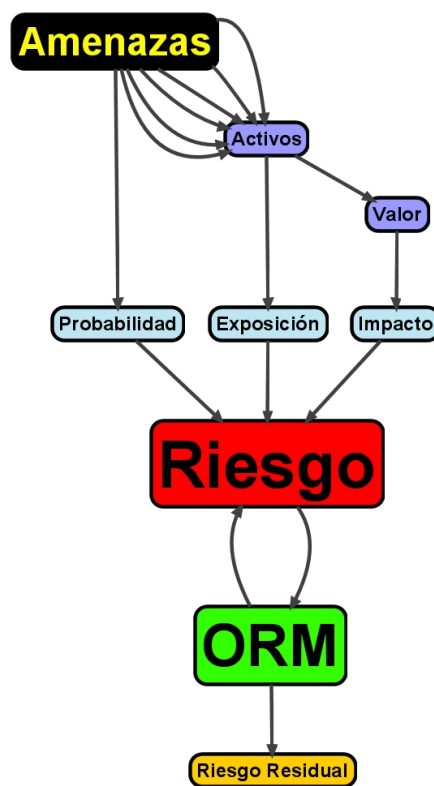 Amenazas
Activos
Valor
Probabilidad
Exposición
Impacto
Riesgo
ORM
Riesgo Residual